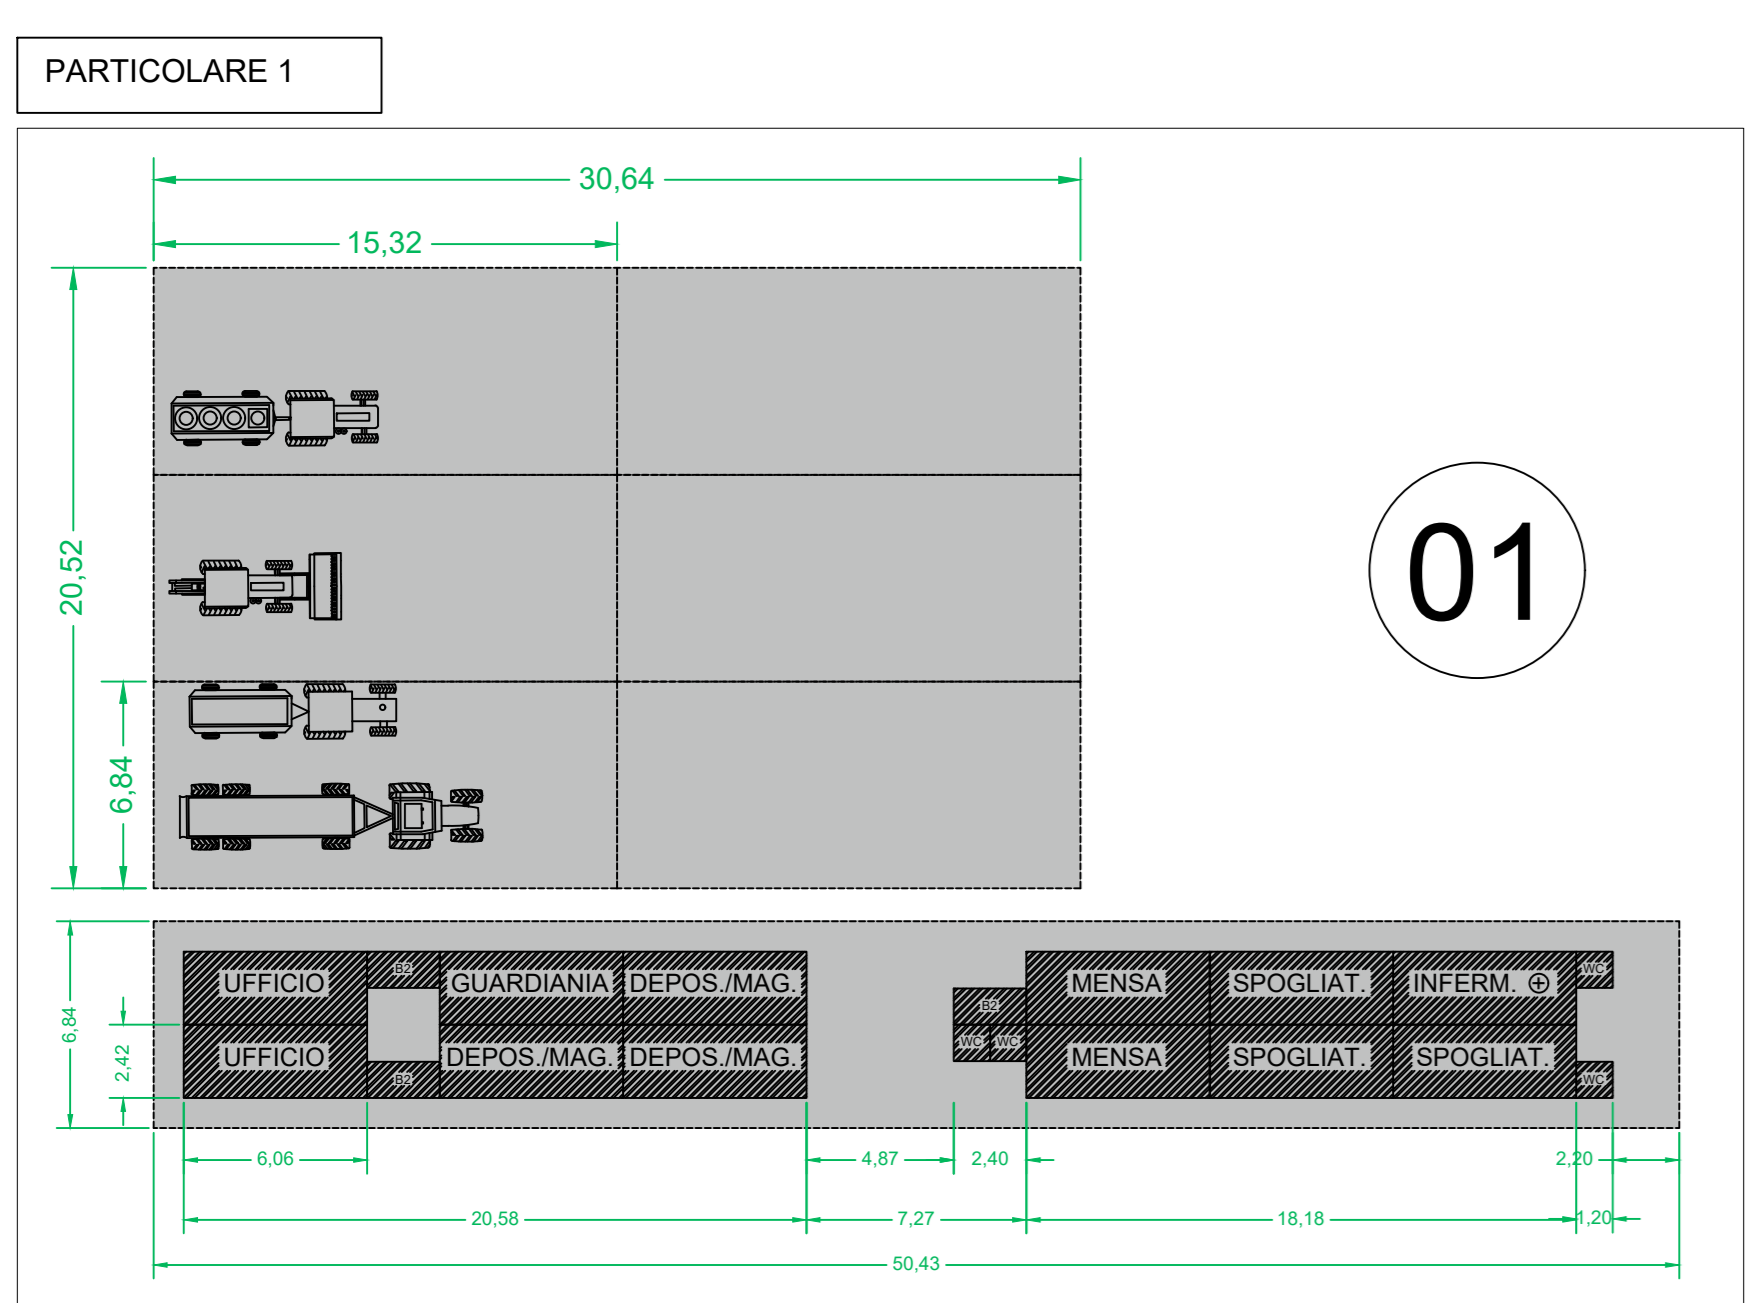 PARTICOLARE 1
30,64
15,32
20,52
6,84
01
6,84
2,42
UFFICIO B2 GUARDIANIA DEPOS./MAG. MENSA SPOGLIAT. INFERM. WC
B2
UFFICIO B2 DEPOS./MAG. DEPOS./MAG. WC WC MENSA SPOGLIAT. SPOGLIAT. WC
6,06 4,87 2,40 2,20
20,58 7,27 18,18 1,20
50,43